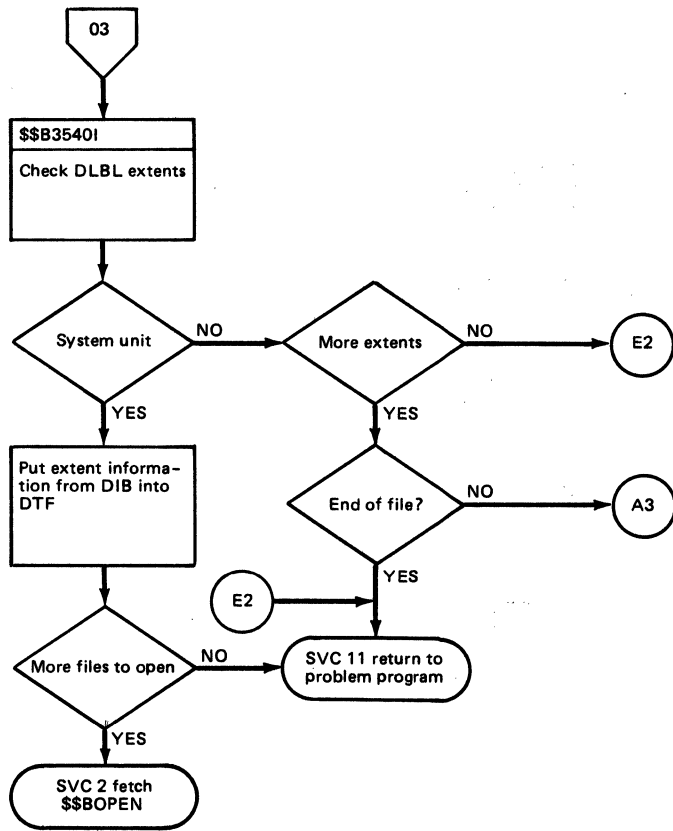 03
$$B3540I
Check DLBL extents
System unit
NO
More extents
NO
E2
YES
YES
Put extent informa-
tion from DIB into
DTF
End of file?
NO
A3
YES
E2
More files to open
NO
SVC 11 return to
problem program
YES
SVC 2 fetch
$$BOPEN